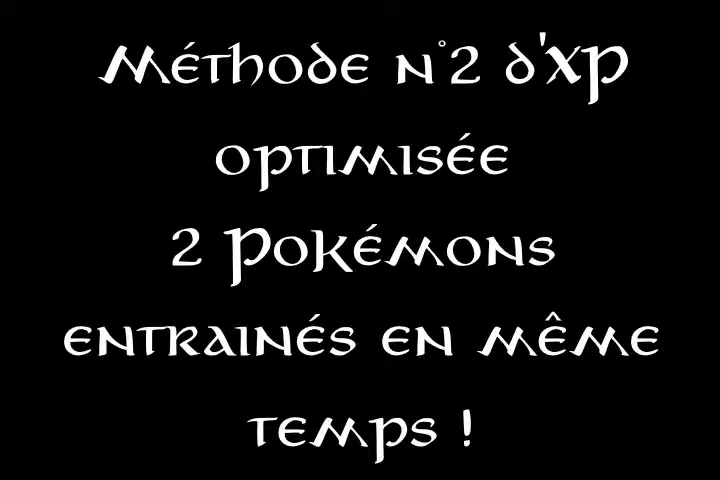 Méthode n°2 d'XP
optimisée
2 Pokémons
entrainés en même
temps !